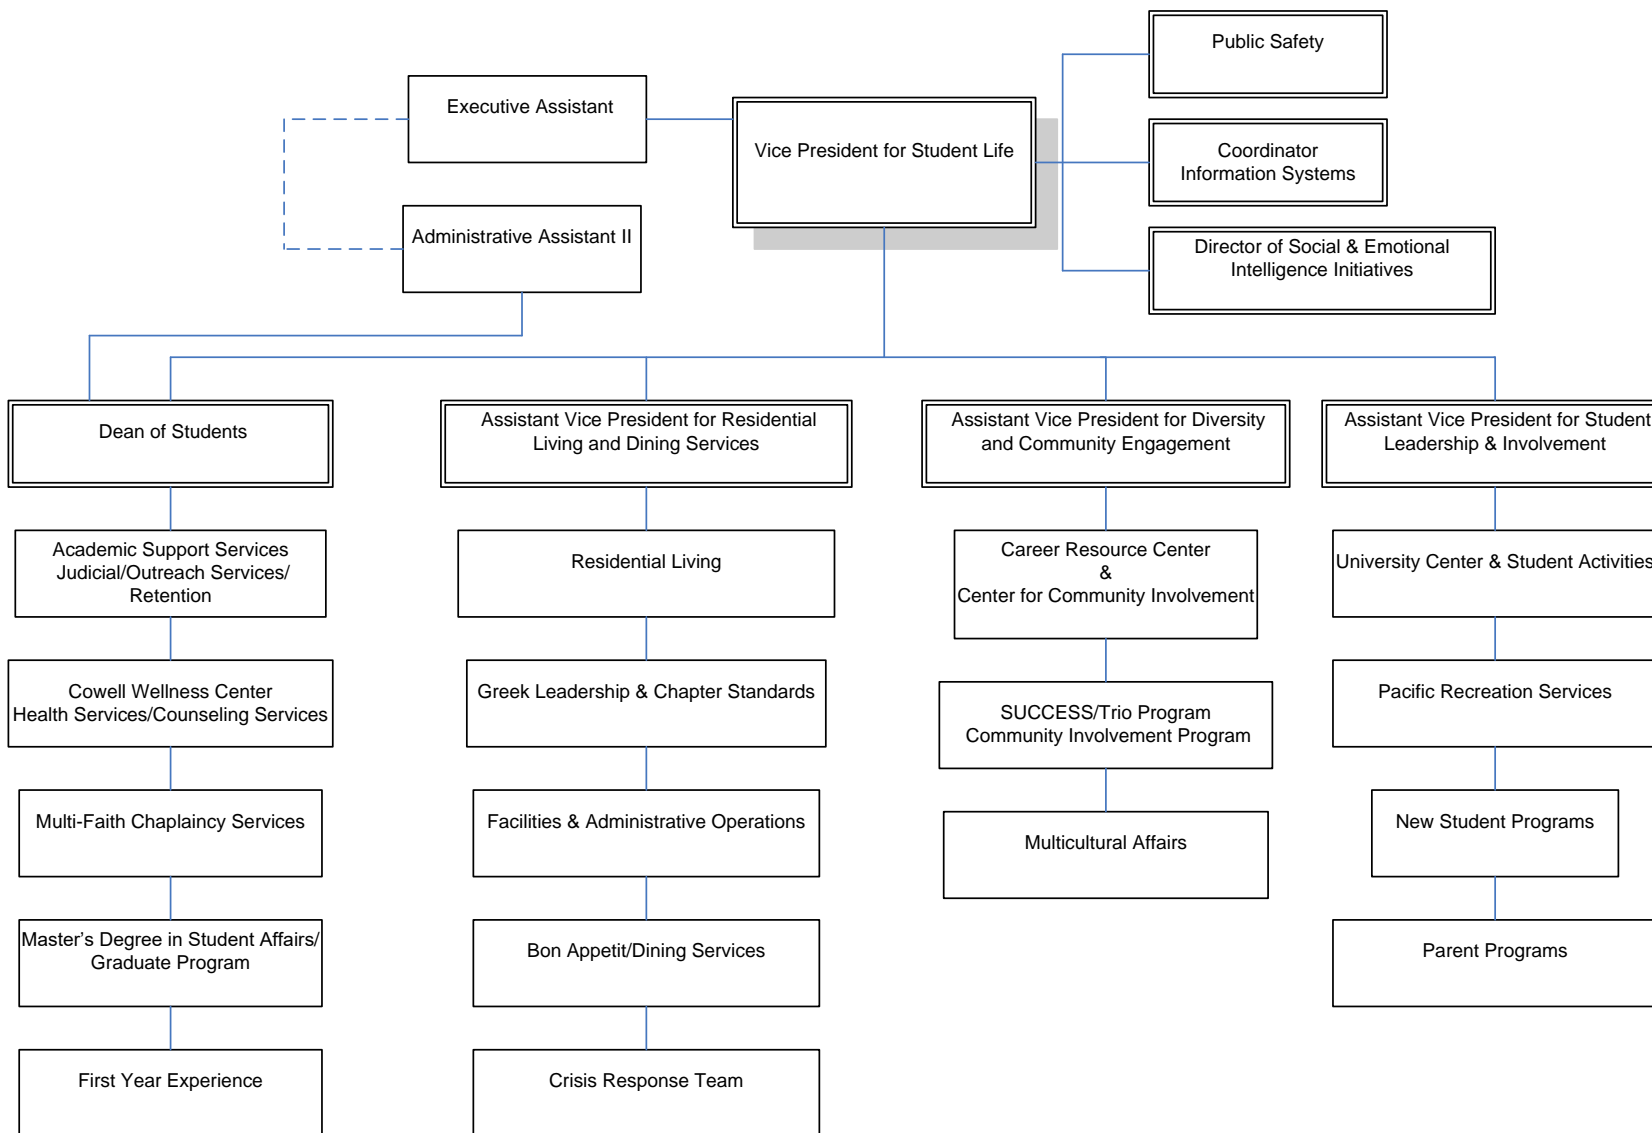 Public Safety
Executive Assistant
Vice President for Student Life
Coordinator
Information Systems
Administrative Assistant II
Director of Social & Emotional
Intelligence Initiatives
Dean of Students
Assistant Vice President for Residential
Living and Dining Services
Assistant Vice President for Diversity
and Community Engagement
Assistant Vice President for Student
Leadership & Involvement
Academic Support Services
Judicial/Outreach Services/
Retention
Residential Living
Career Resource Center
&
Center for Community Involvement
University Center & Student Activities
Cowell Wellness Center
Health Services/Counseling Services
Greek Leadership & Chapter Standards
SUCCESS/Trio Program
Community Involvement Program
Pacific Recreation Services
Multi-Faith Chaplaincy Services
Facilities & Administrative Operations
Multicultural Affairs
New Student Programs
Master’s Degree in Student Affairs/
Graduate Program
Bon Appetit/Dining Services
Parent Programs
First Year Experience
Crisis Response Team